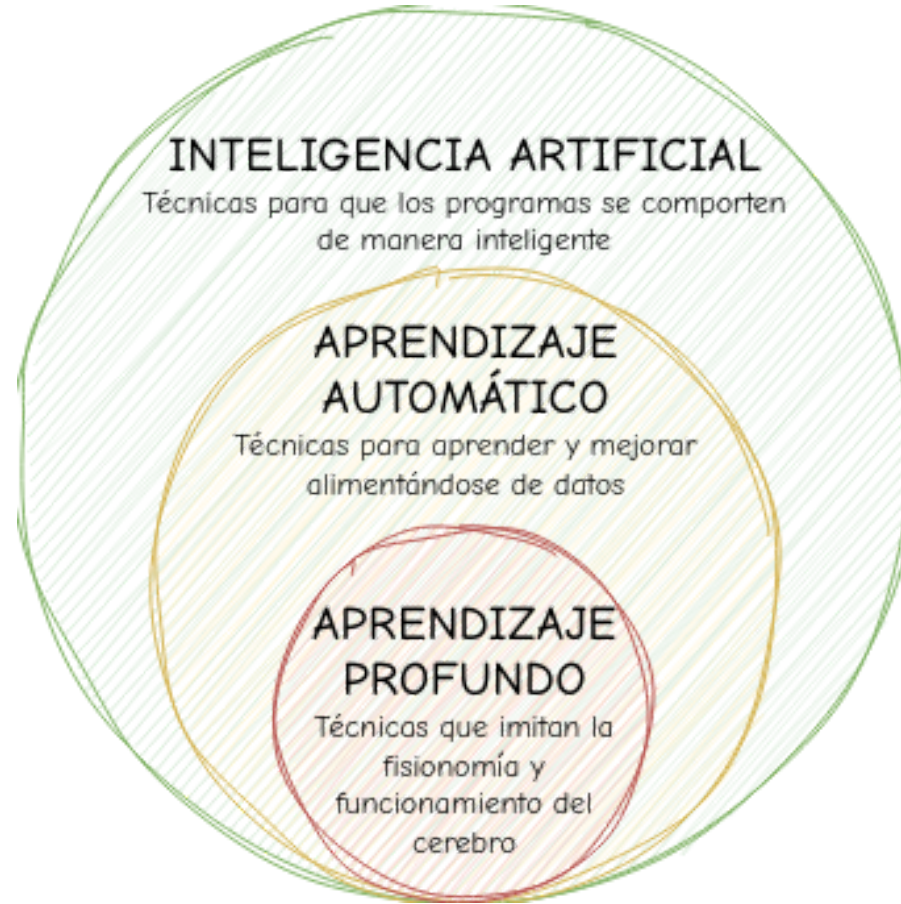 INTELIGENCIA ARTIFICIAL
Técnicas para que los programas se comporten
de manera inteligente
APRENDIZAJE
AUTOMÁTICO
Técnicas para aprender y mejorar
alimentándose de datos
APRENDIZAJE
PROFUNDO
Técnicas que imitan la
fisionomía y
funcionamiento del
cerebro